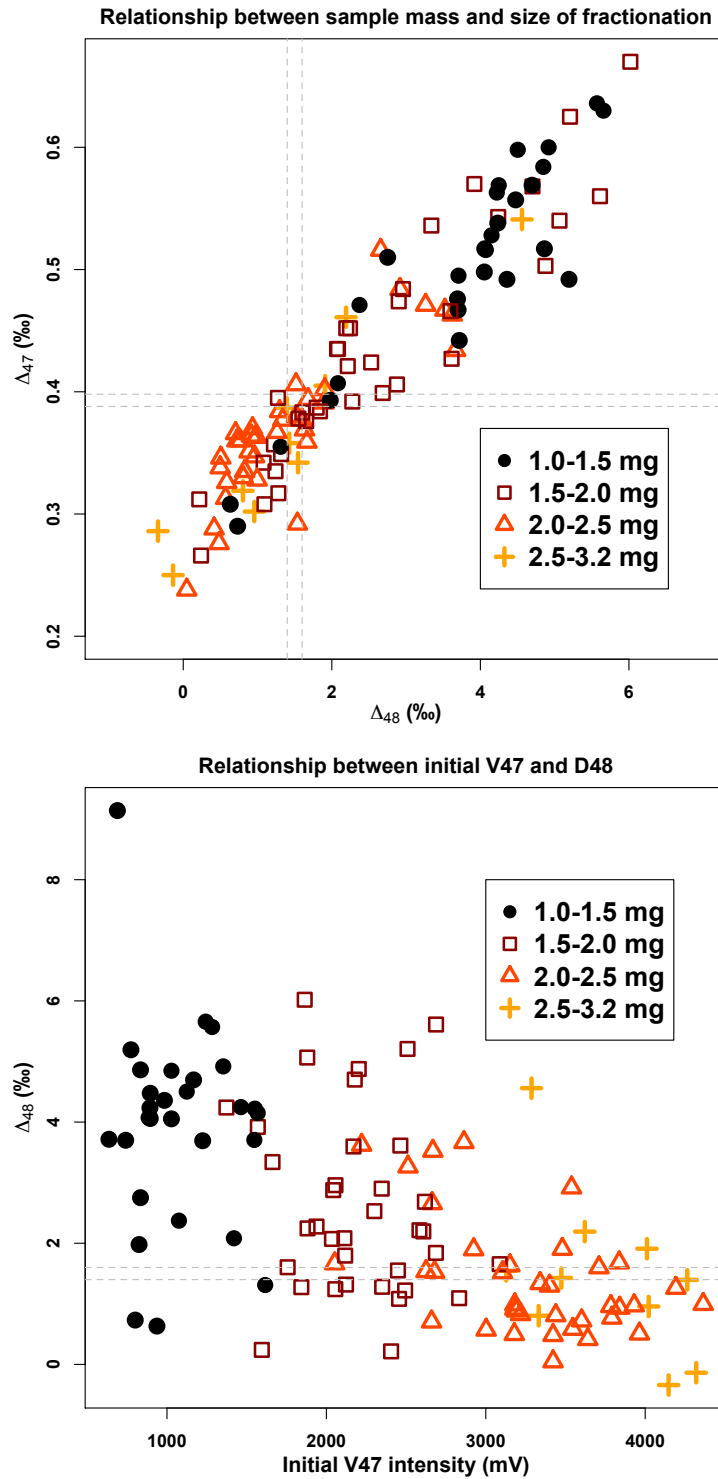 Relationship between sample mass and size of fractionation
0.6
0.5
0.4
0.3
0.2
Δ47 (‰)
1.0-1.5 mg
1.5-2.0 mg
2.0-2.5 mg
2.5-3.2 mg
0 2 4 6
Δ48 (‰)
Relationship between initial V47 and D48
8
6
4
2
0
Δ48 (‰)
1.0-1.5 mg
1.5-2.0 mg
2.0-2.5 mg
2.5-3.2 mg
1000 2000 3000 4000
Initial V47 intensity (mV)